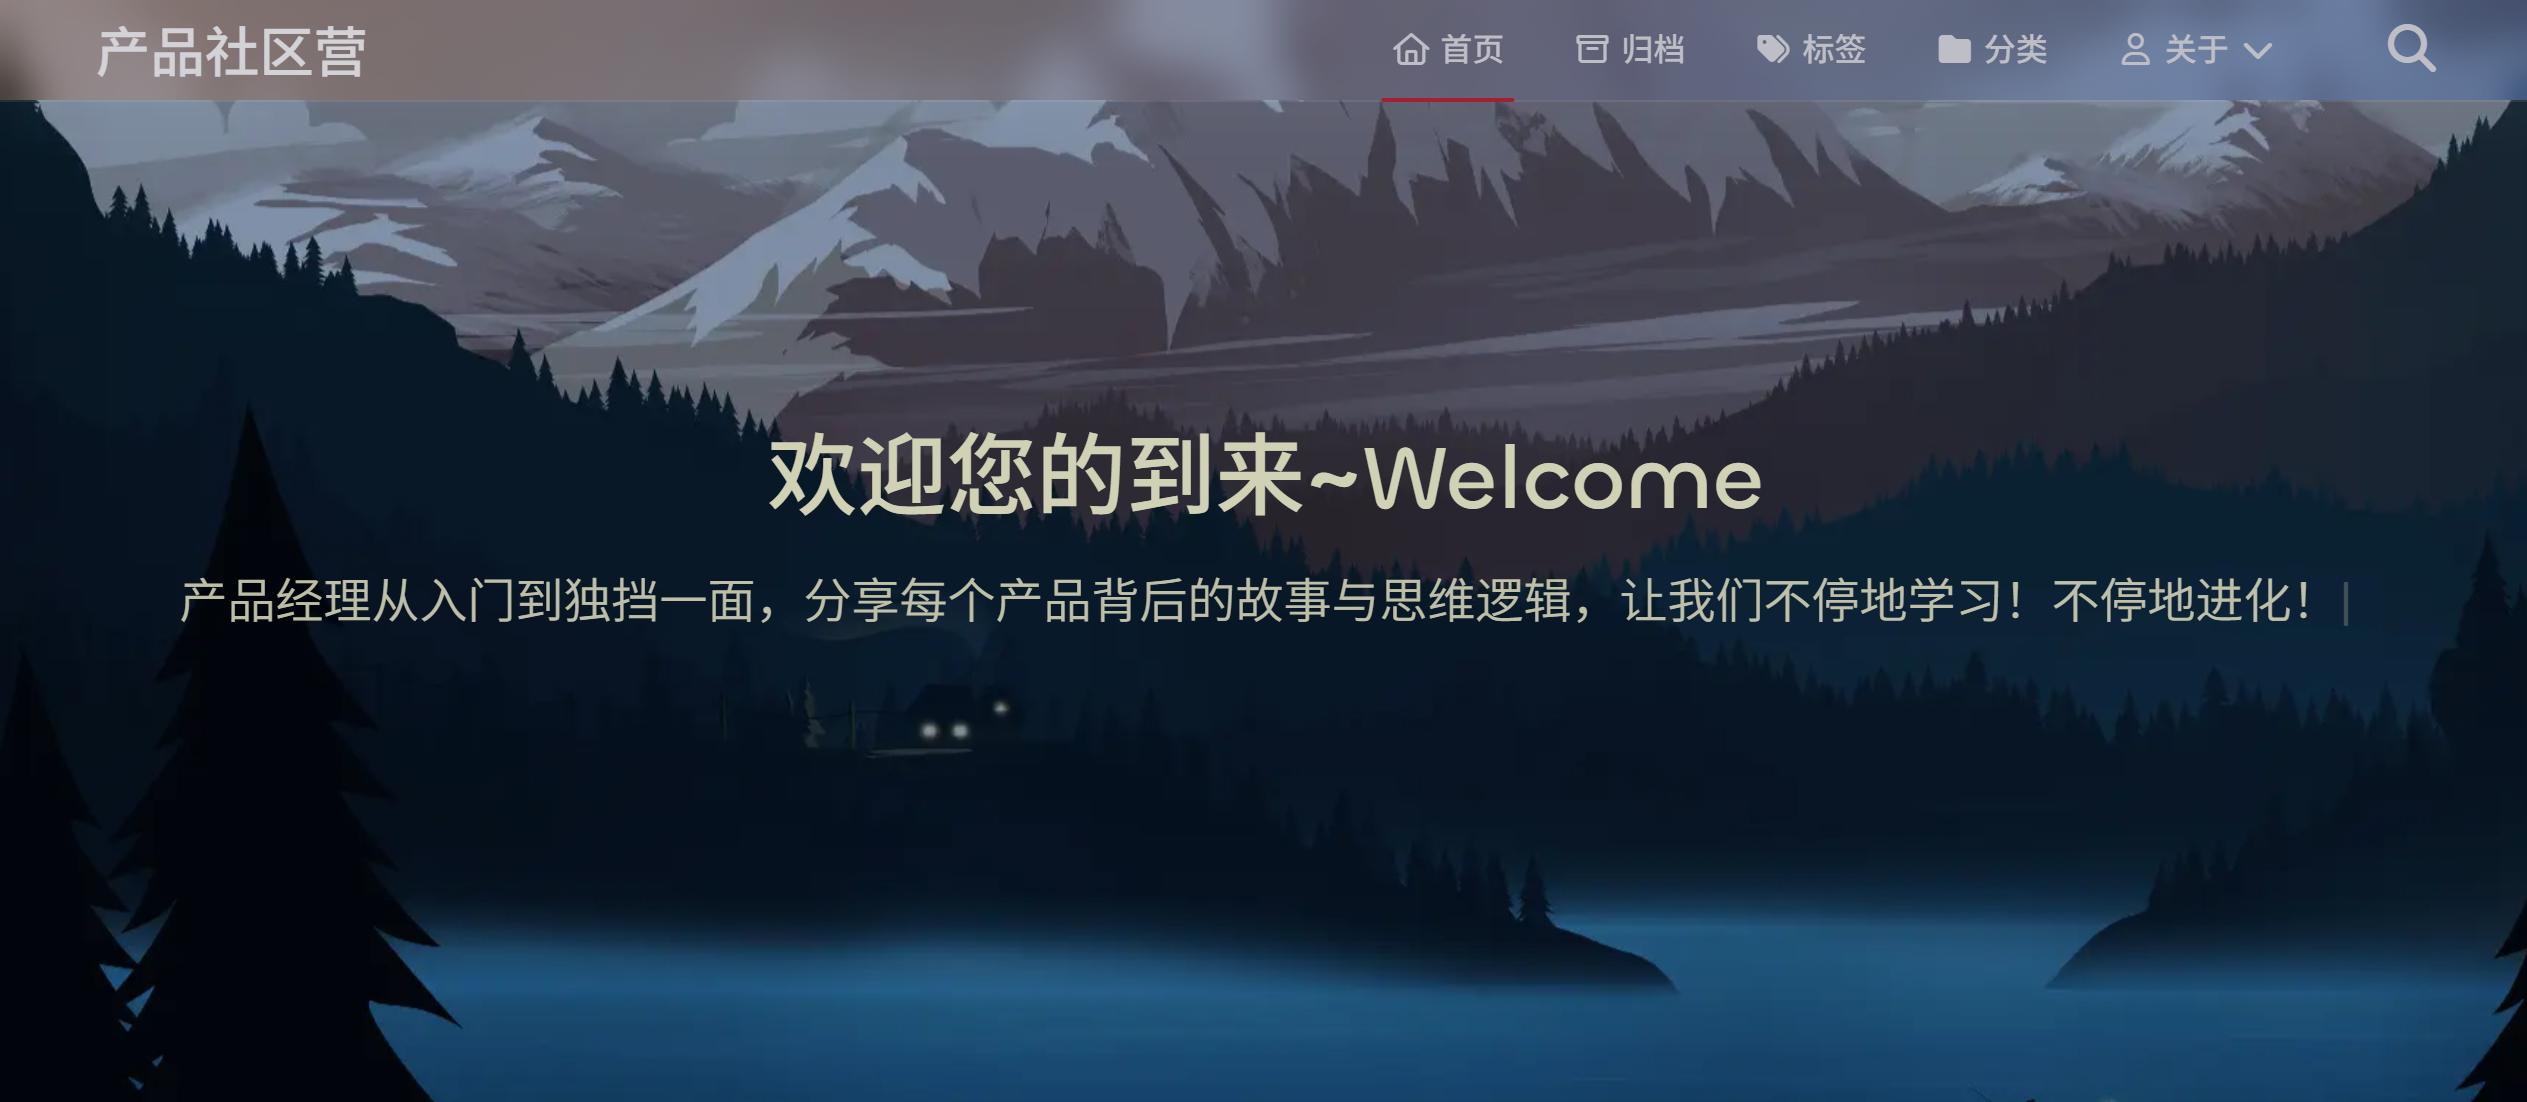 产品社区营
首页 归档 标签 分类 关于
欢迎您的到来~Welcome
产品经理从入门到独挡一面，分享每个产品背后的故事与思维逻辑，让我们不停地学习！不停地进化！|